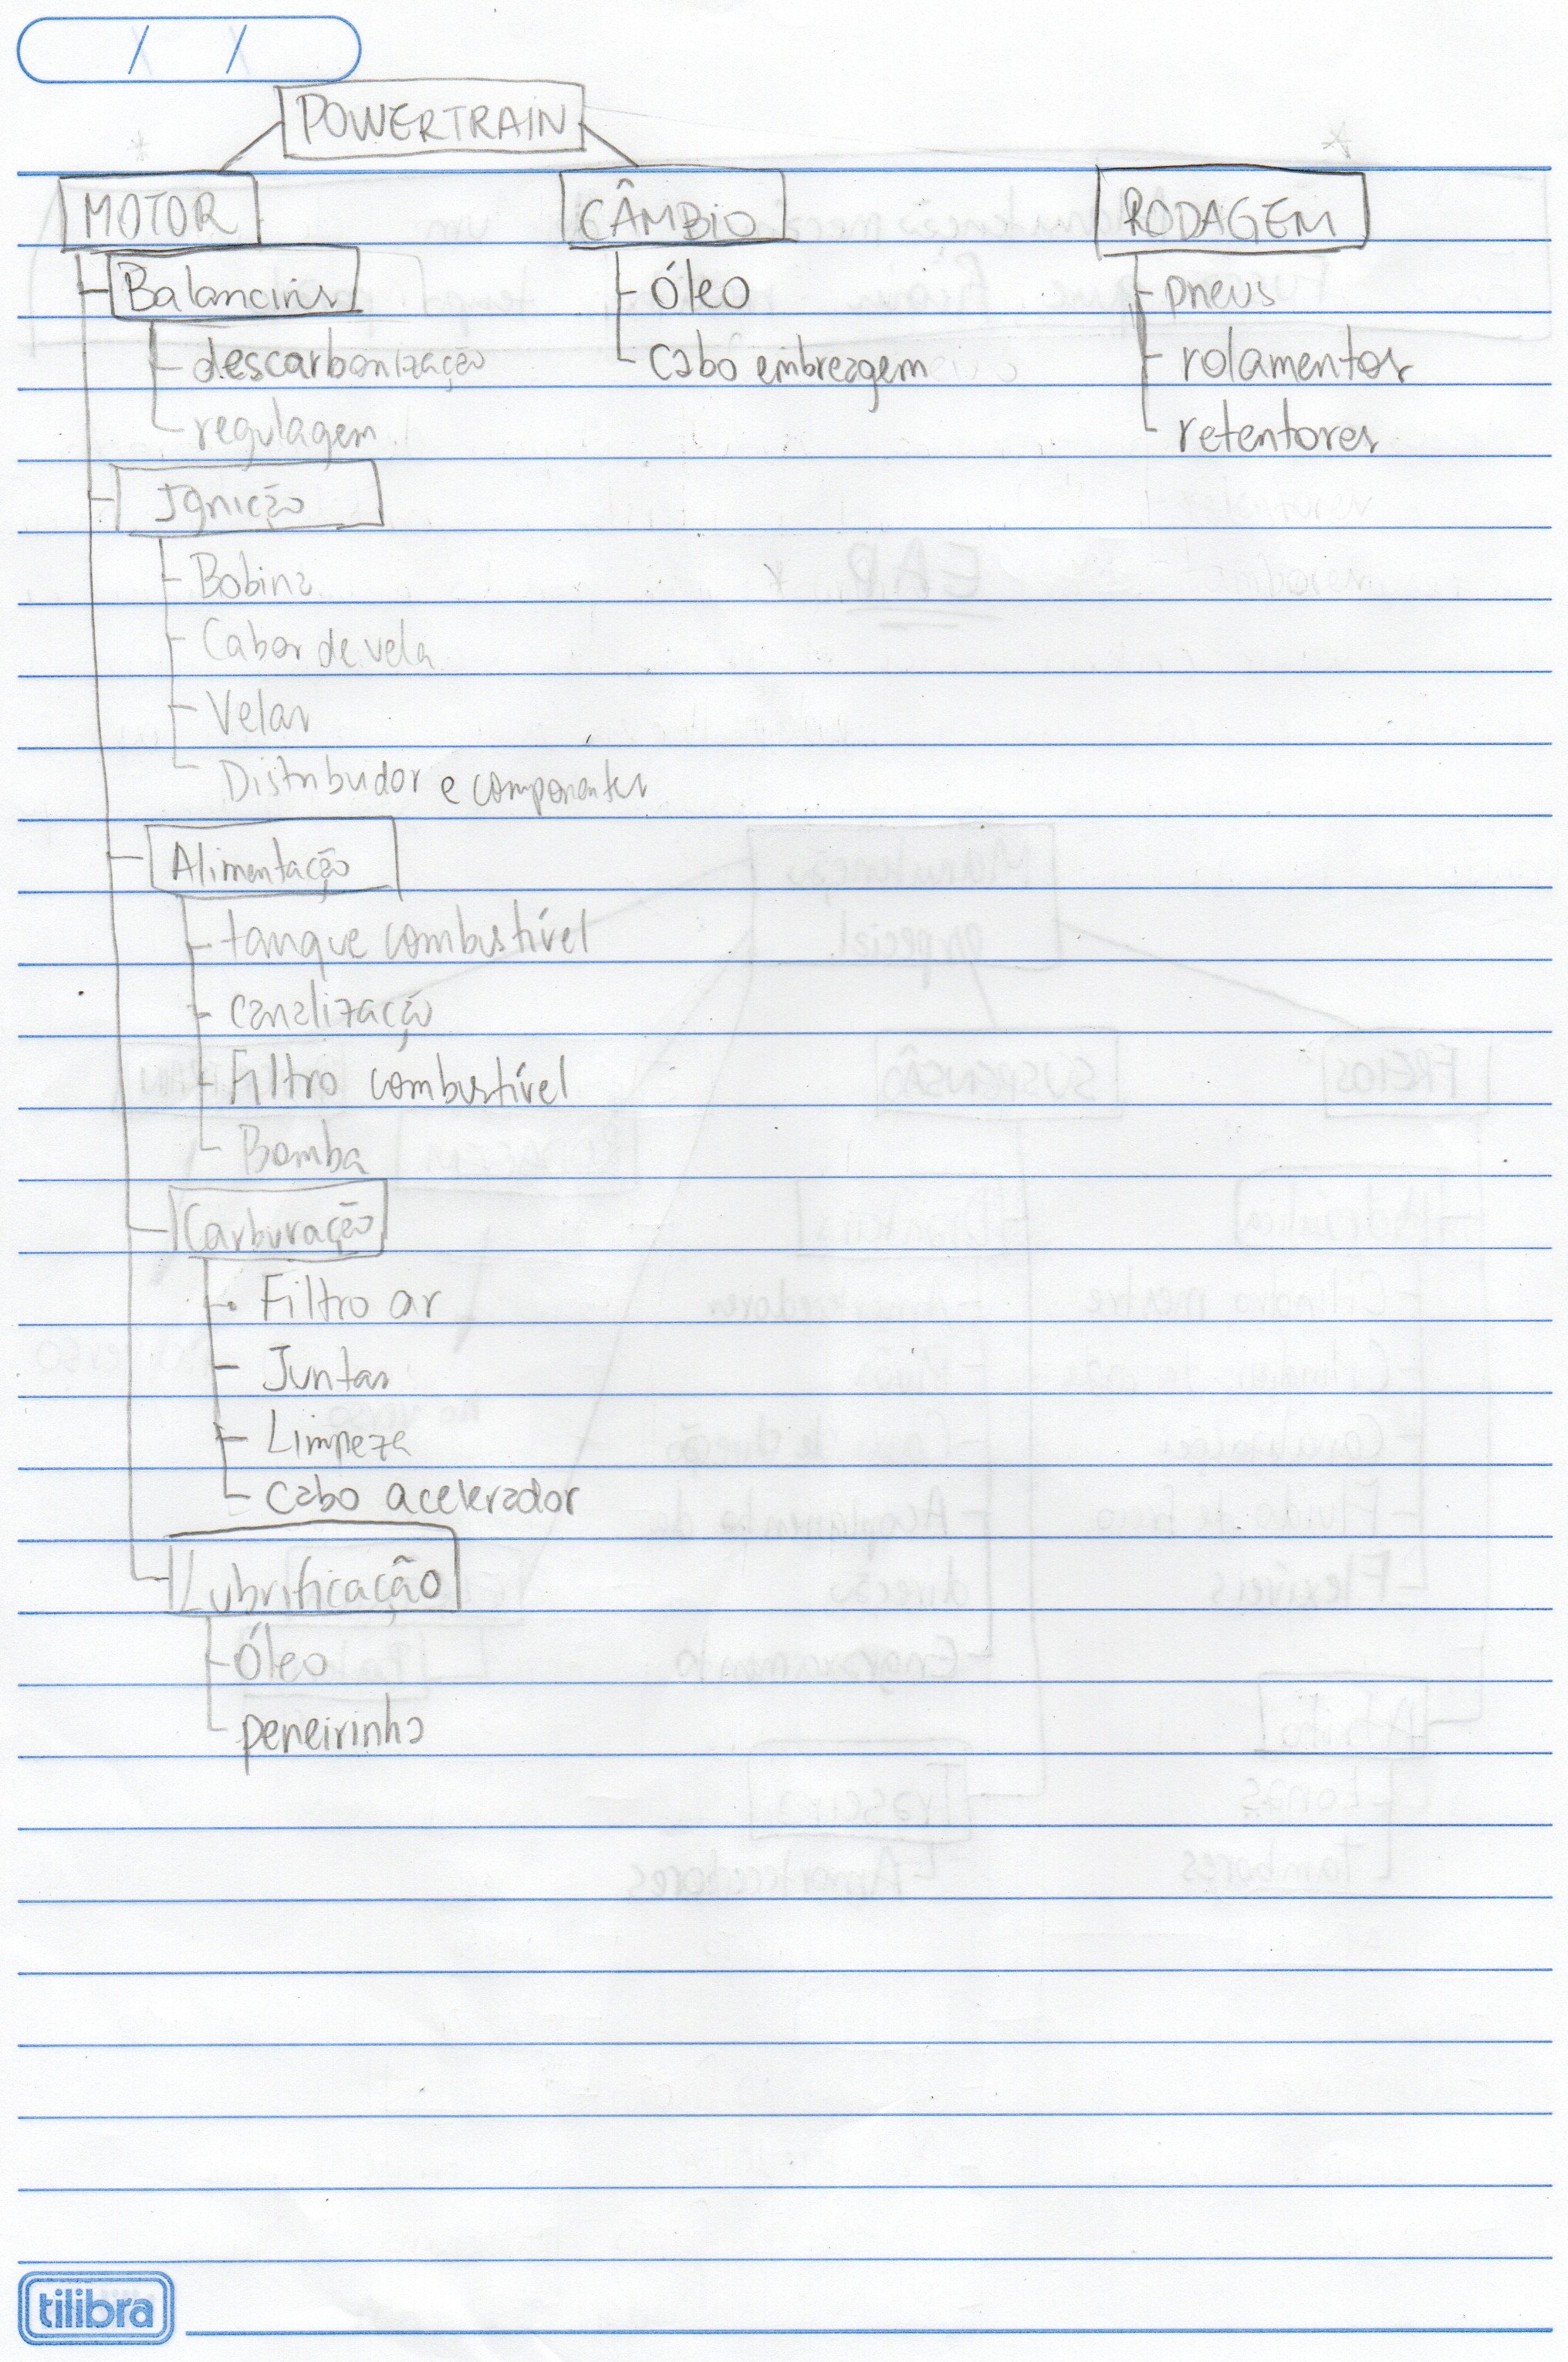 POWERTRAIN
MOTOR
Balancins
descarbonização
regulagem
Ignição
Bobina
Cabos de vela
Velas
Distribudor e componentes
Alimentação
tanque combustível
canalização
Filtro combustível
Bomba
Carburação
Filtro ar
Juntas
Limpeza
cabo acelerador
Lubrificação
Óleo
peneirinha
CÂMBIO
Óleo
Cabo embreagem
RODAGEM
pneus
rolamentos
retentores
tilibra